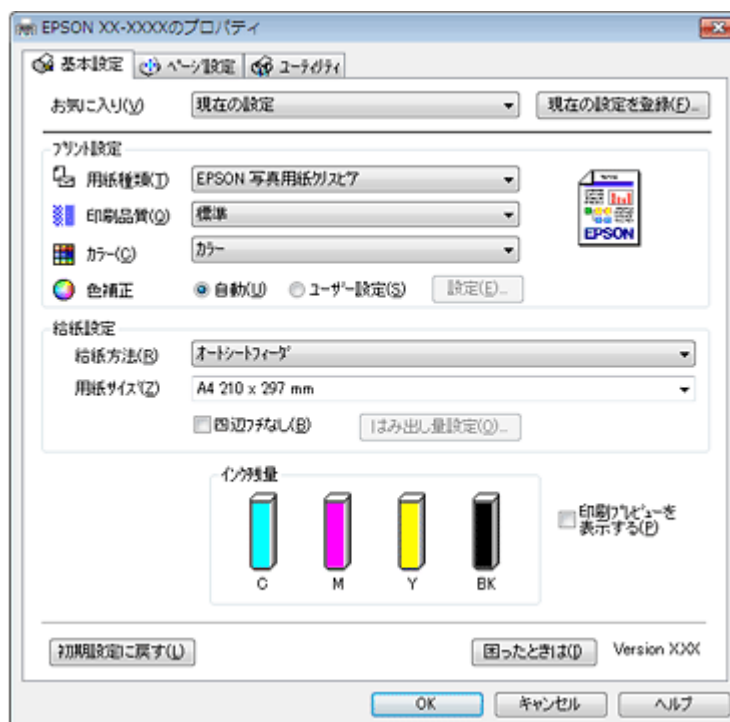 EPSON XX-XXXXのプロパティ
基本設定 ページ設定 ユーティリティ
お気に入り(V) 現在の設定 現在の設定を登録(F)...
プリント設定
用紙種類(T) EPSON 写真用紙クリスピア
EPSON
印刷品質(Q) 標準
カラー(C) カラー
色補正 自動(U) ユーザー設定(S) 設定(E)...
給紙設定
給紙方法(R) オートシートフィーダ
用紙サイズ(Z) A4 210 x 297 mm
四辺フチなし(B) はみ出し量設定(O)...
インク残量
C M Y BK
印刷プレビューを
表示する(P)
初期設定に戻す(L) 困ったときは(I) Version X.XX
OK キャンセル ヘルプ